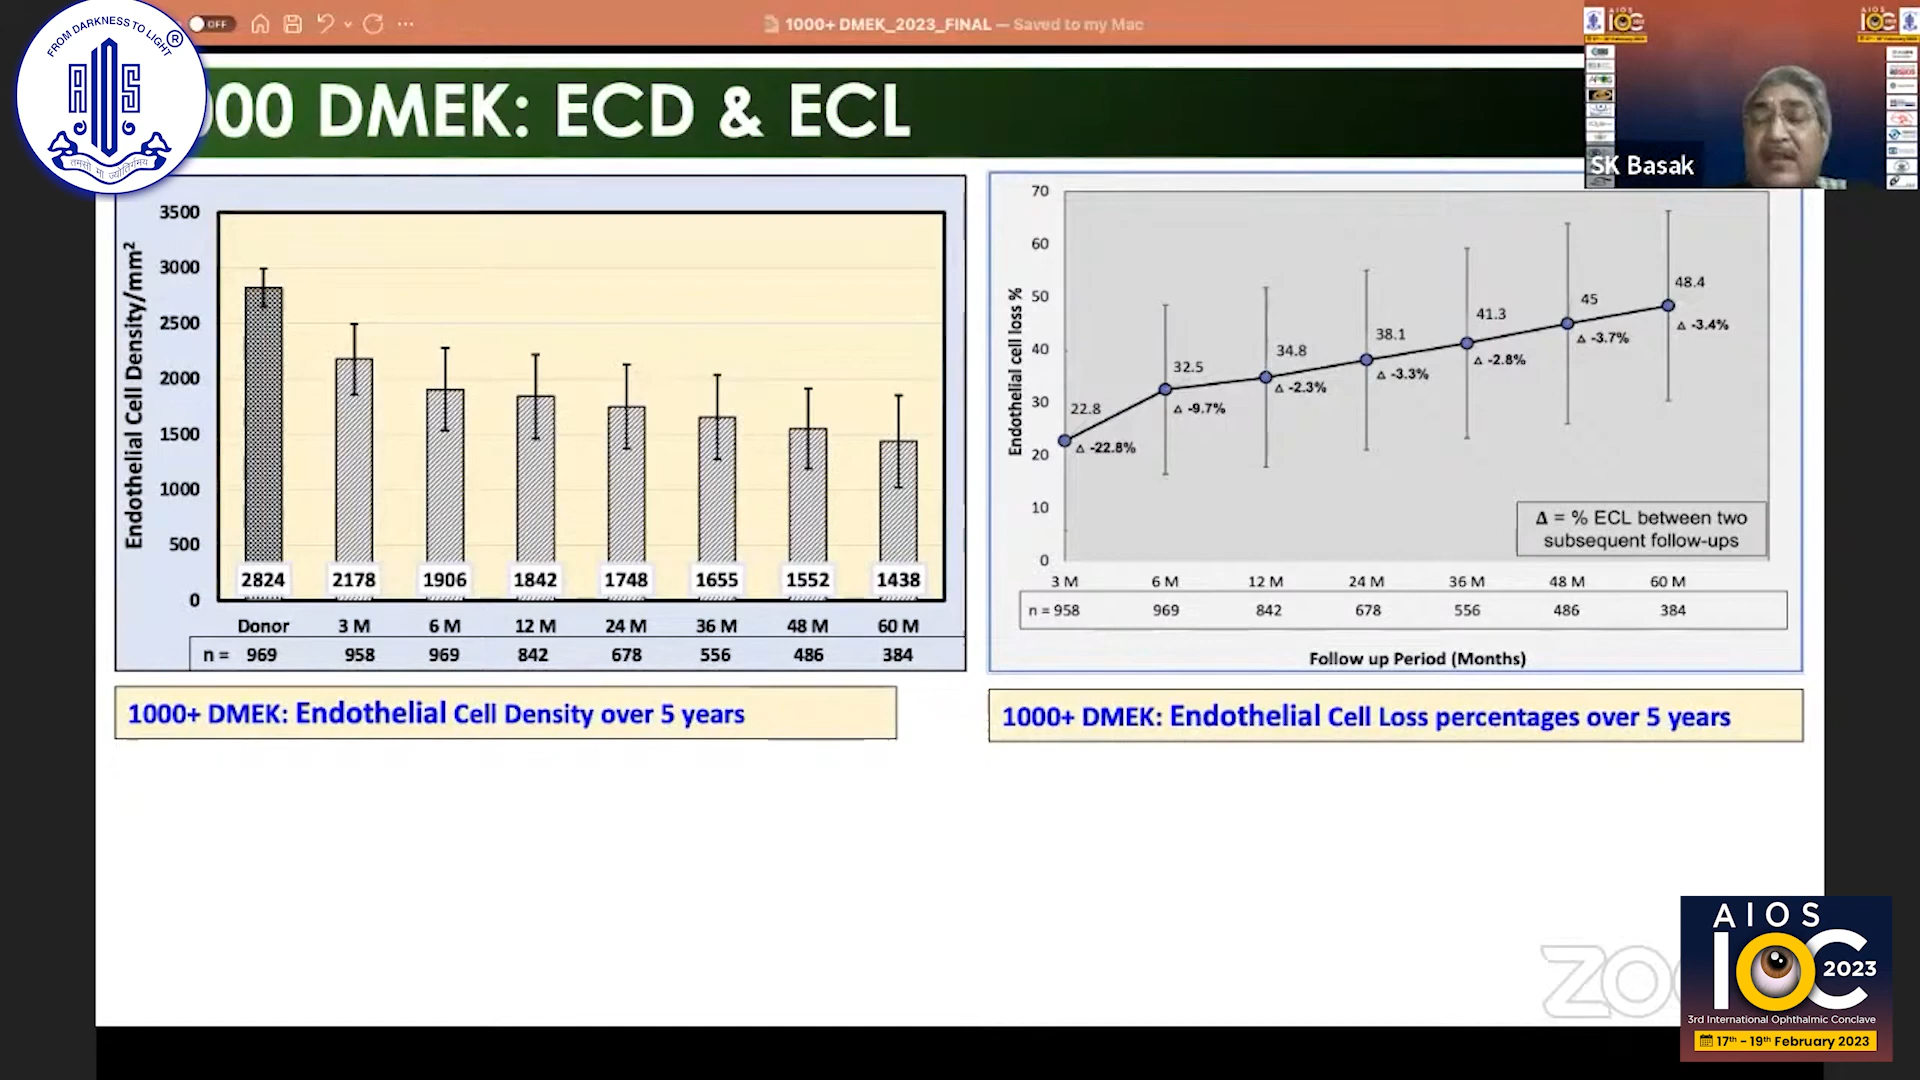 FROM DARKNESS TO LIGHT
®
AIOS
तमसो मा ज्योतिर्गमय
OFF
1000+ DMEK_2023_FINAL — Saved to my Mac
000 DMEK: ECD & ECL
SK Basak
Endothelial Cell Density/mm²
3500
3000
2500
2000
1500
1000
500
0
2824 2178 1906 1842 1748 1655 1552 1438
Donor 3 M 6 M 12 M 24 M 36 M 48 M 60 M
n = 969 958 969 842 678 556 486 384
1000+ DMEK: Endothelial Cell Density over 5 years
Endothelial cell loss %
70
60
50
40
30
20
10
0
22.8 32.5 34.8 38.1 41.3 45 48.4
Δ -22.8% Δ -9.7% Δ -2.3% Δ -3.3% Δ -2.8% Δ -3.7% Δ -3.4%
Δ = % ECL between two
subsequent follow-ups
3 M 6 M 12 M 24 M 36 M 48 M 60 M
n = 958 969 842 678 556 486 384
Follow up Period (Months)
1000+ DMEK: Endothelial Cell Loss percentages over 5 years
ZO
AIOS
IOC 2023
3rd International Ophthalmic Conclave
17th - 19th February 2023